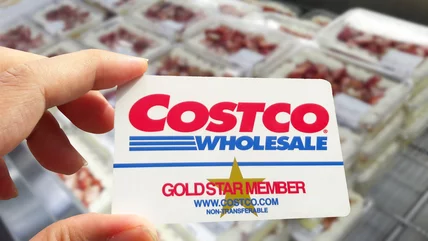 COSTCO®
WHOLESALE
GOLD STAR MEMBER
WWW.COSTCO.COM
NON-TRANSFERABLE